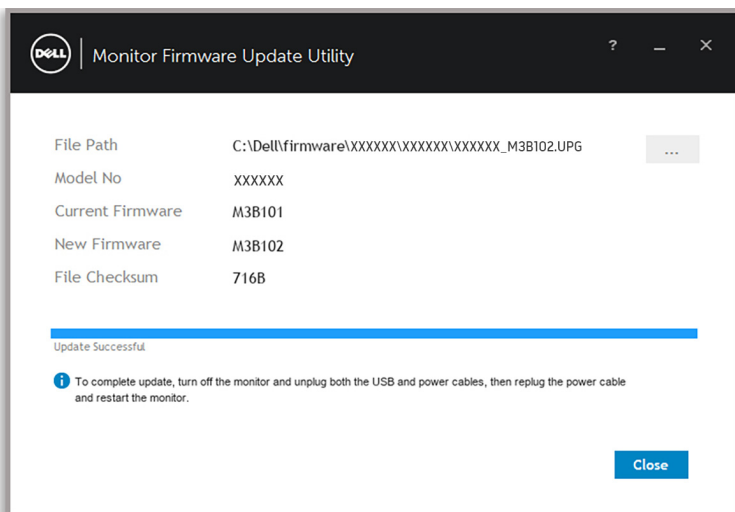 DELL Monitor Firmware Update Utility ? _ ×
File Path C:\Dell\firmware\XXXXXX\XXXXXX\XXXXXX_M3B102.UPG ...
Model No XXXXXX
Current Firmware M3B101
New Firmware M3B102
File Checksum 716B
Update Successful
i To complete update, turn off the monitor and unplug both the USB and power cables, then replug the power cable
and restart the monitor.
Close